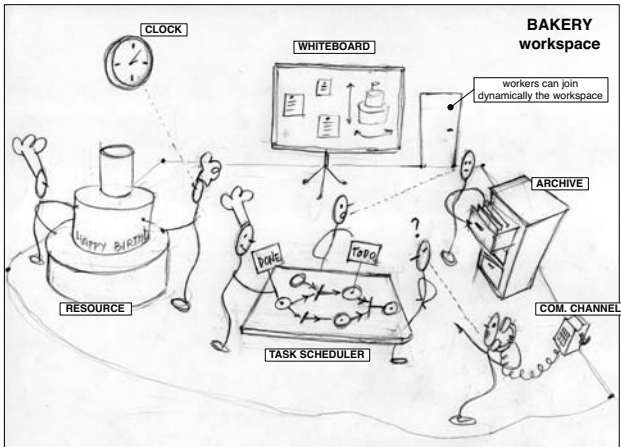 BAKERY
workspace
CLOCK
WHITEBOARD
workers can join
dynamically the workspace
ARCHIVE
HAPPY BIRTH
DONE
TODO
?
RESOURCE
COM. CHANNEL
TASK SCHEDULER